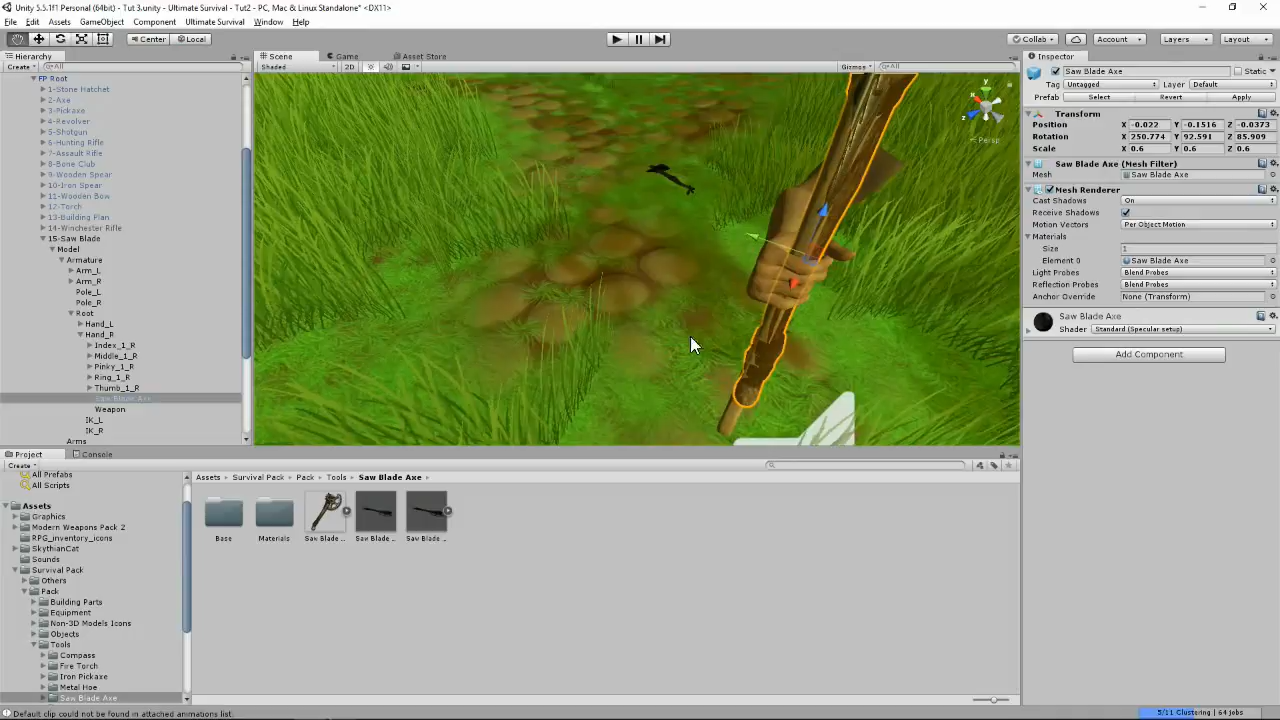 Unity 5.5.1f1 Personal (64bit) - Tut 3.unity - Ultimate Survival - Tut2 - PC, Mac & Linux Standalone* <DX11>
File Edit Assets GameObject Component Ultimate Survival Window Help
Center Local Collab Account Layers Layout
Hierarchy Scene Game Asset Store Inspector
Create All Shaded 2D Gizmos All
FP Root
1-Stone Hatchet
2-Axe
3-Pickaxe
4-Revolver
5-Shotgun
6-Hunting Rifle
7-Assault Rifle
8-Bone Club
9-Wooden Spear
10-Iron Spear
11-Wooden Bow
12-Torch
13-Building Plan
14-Winchester Rifle
15-Saw Blade
Model
Armature
Arm_L
Arm_R
Pole_L
Pole_R
Root
Hand_L
Hand_R
Index_1_R
Middle_1_R
Pinky_1_R
Ring_1_R
Thumb_1_R
Saw Blade Axe
Weapon
IK_L
IK_R
Arms
y
x
z
Persp
Saw Blade Axe Static
Tag Untagged Layer Default
Prefab Select Revert Apply
Transform
Position X -0.022 Y -0.1516 Z -0.0373
Rotation X 250.774 Y 92.591 Z 85.909
Scale X 0.6 Y 0.6 Z 0.6
Saw Blade Axe (Mesh Filter)
Mesh Saw Blade Axe
Mesh Renderer
Cast Shadows On
Receive Shadows
Motion Vectors Per Object Motion
Materials
Size 1
Element 0 Saw Blade Axe
Light Probes Blend Probes
Reflection Probes Blend Probes
Anchor Override None (Transform)
Saw Blade Axe
Shader Standard (Specular setup)
Add Component
Project Console
Create
All Prefabs
All Scripts
Assets
Graphics
Modern Weapons Pack 2
RPG_inventory_icons
SkythianCat
Sounds
Survival Pack
Others
Pack
Building Parts
Equipment
Non-3D Models Icons
Objects
Tools
Compass
Fire Torch
Iron Pickaxe
Metal Hoe
Saw Blade Axe
Assets Survival Pack Pack Tools Saw Blade Axe
Base Materials Saw Blade ... Saw Blade ... Saw Blade ...
Default clip could not be found in attached animations list.
5/11 Clustering | 64 jobs